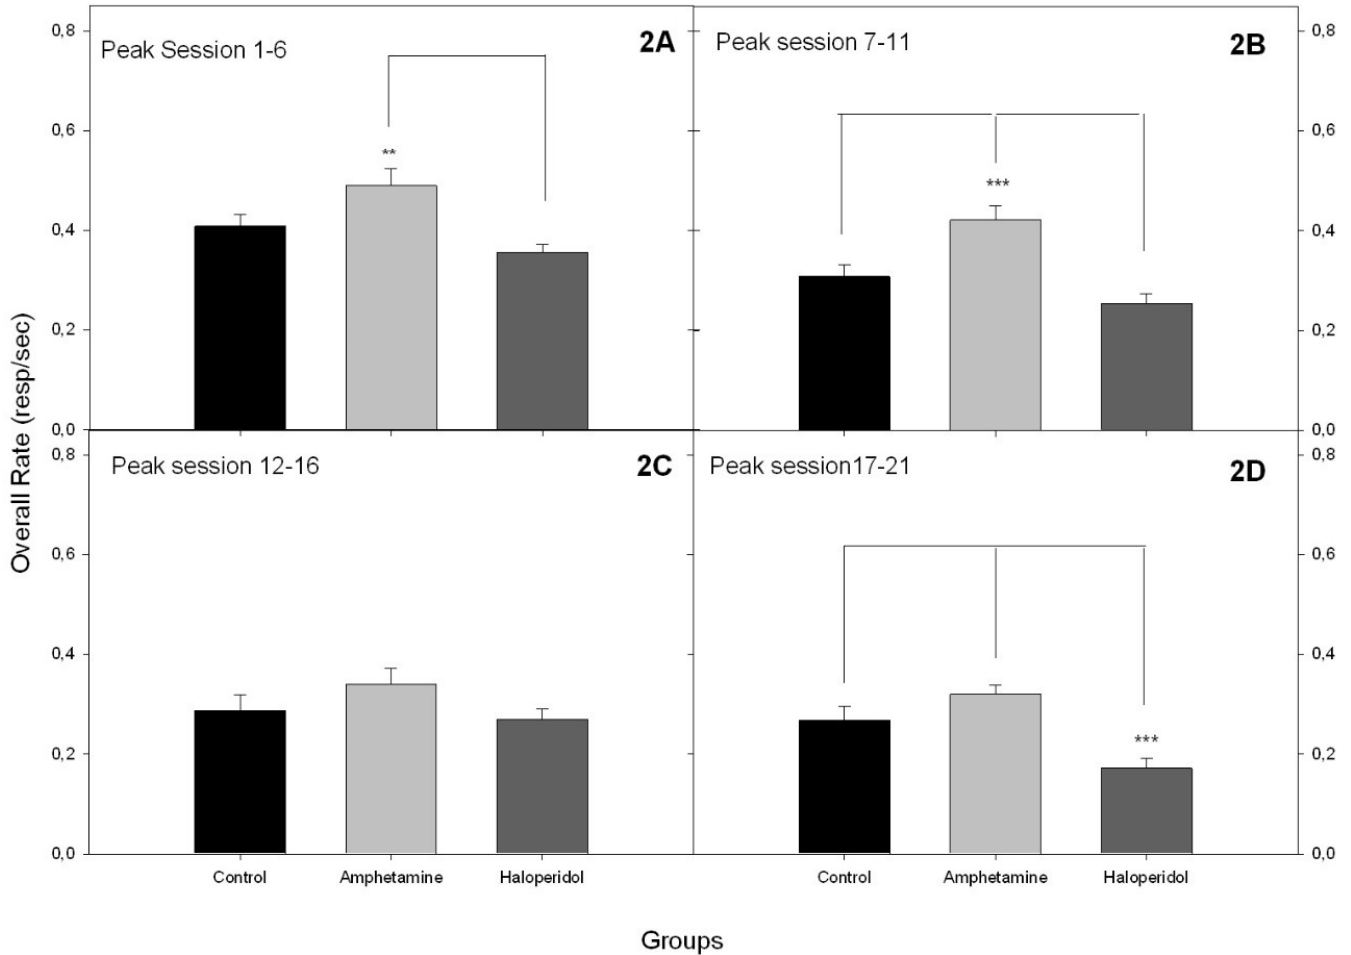 Peak Session 1-6
2A
0,8
0,6
0,4
0,2
0,0
**
Peak session 7-11
2B
0,8
0,6
0,4
0,2
0,0
***
Overall Rate (resp/sec)
Peak session 12-16
2C
0,8
0,6
0,4
0,2
0,0
Control Amphetamine Haloperidol
Peak session17-21
2D
0,8
0,6
0,4
0,2
0,0
***
Control Amphetamine Haloperidol
Groups